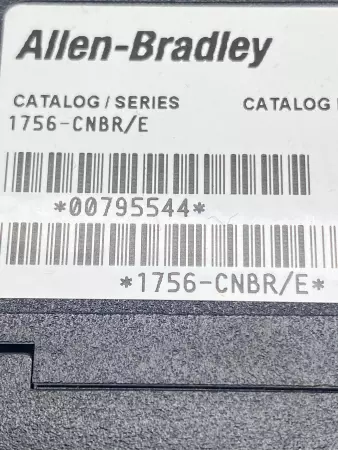 Allen-Bradley
CATALOG / SERIES CATALOG
1756-CNBR/E
*00795544*
*1756-CNBR/E*